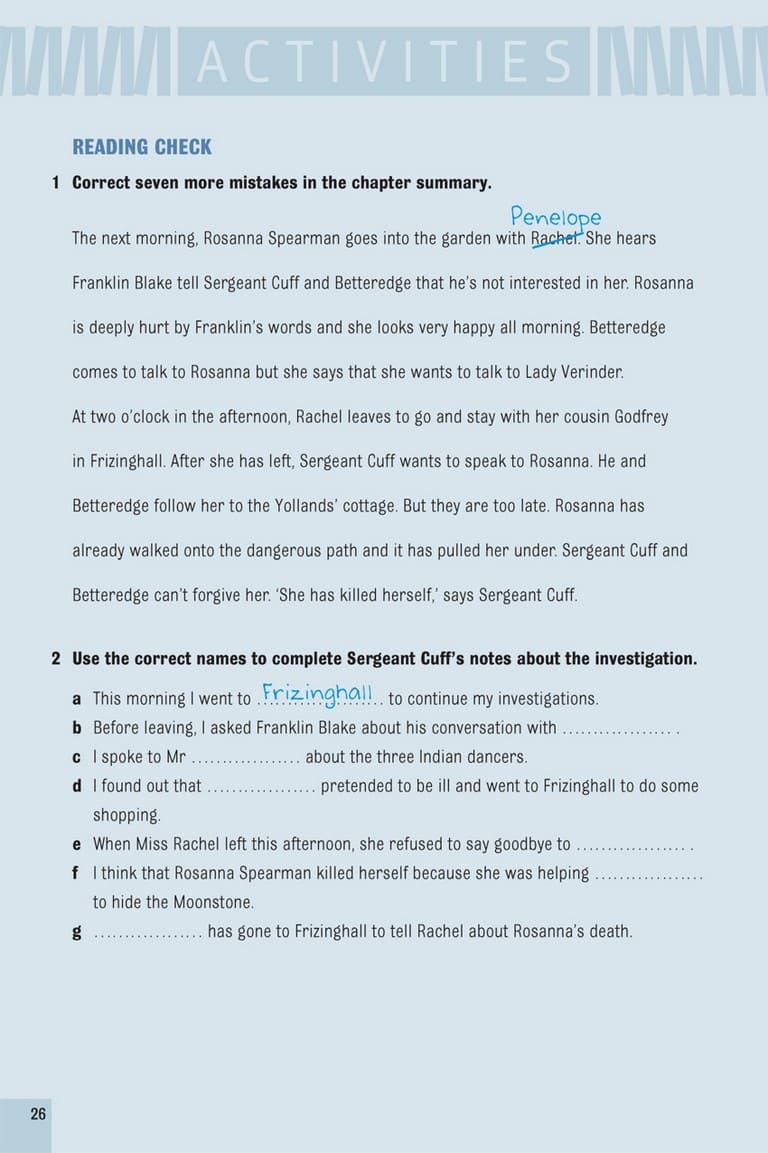 ACTIVITIES
READING CHECK
1 Correct seven more mistakes in the chapter summary.
Penelope
The next morning, Rosanna Spearman goes into the garden with Rachel. She hears
Franklin Blake tell Sergeant Cuff and Betteredge that he’s not interested in her. Rosanna
is deeply hurt by Franklin’s words and she looks very happy all morning. Betteredge
comes to talk to Rosanna but she says that she wants to talk to Lady Verinder.
At two o’clock in the afternoon, Rachel leaves to go and stay with her cousin Godfrey
in Frizinghall. After she has left, Sergeant Cuff wants to speak to Rosanna. He and
Betteredge follow her to the Yollands’ cottage. But they are too late. Rosanna has
already walked onto the dangerous path and it has pulled her under. Sergeant Cuff and
Betteredge can’t forgive her. ‘She has killed herself,’ says Sergeant Cuff.
2 Use the correct names to complete Sergeant Cuff’s notes about the investigation.
a This morning I went to Frizinghall to continue my investigations.
b Before leaving, I asked Franklin Blake about his conversation with .................. .
c I spoke to Mr .................. about the three Indian dancers.
d I found out that .................. pretended to be ill and went to Frizinghall to do some
shopping.
e When Miss Rachel left this afternoon, she refused to say goodbye to .................. .
f I think that Rosanna Spearman killed herself because she was helping ..................
to hide the Moonstone.
g .................. has gone to Frizinghall to tell Rachel about Rosanna’s death.
26